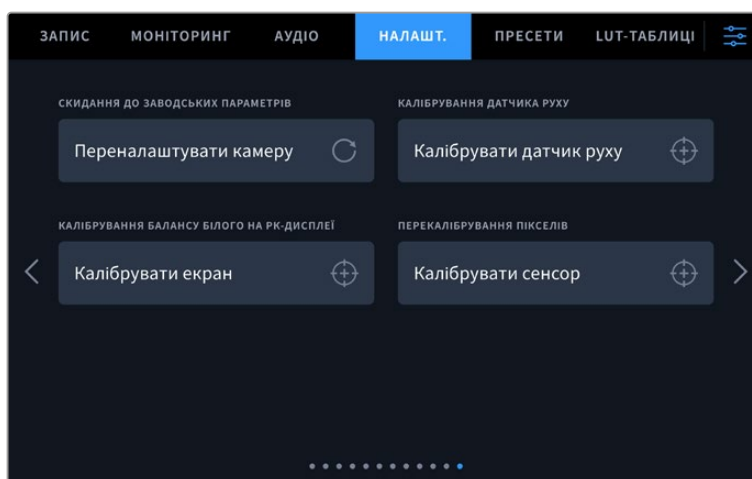 ЗАПИС МОНІТОРИНГ АУДІО НАЛАШТ. ПРЕСЕТИ LUT-ТАБЛИЦІ
СКИДАННЯ ДО ЗАВОДСЬКИХ ПАРАМЕТРІВ
Переналаштувати камеру
КАЛІБРУВАННЯ ДАТЧИКА РУХУ
Калібрувати датчик руху
КАЛІБРУВАННЯ БАЛАНСУ БІЛОГО НА РК-ДИСПЛЕЇ
Калібрувати екран
ПЕРЕКАЛІБРУВАННЯ ПІКСЕЛІВ
Калібрувати сенсор